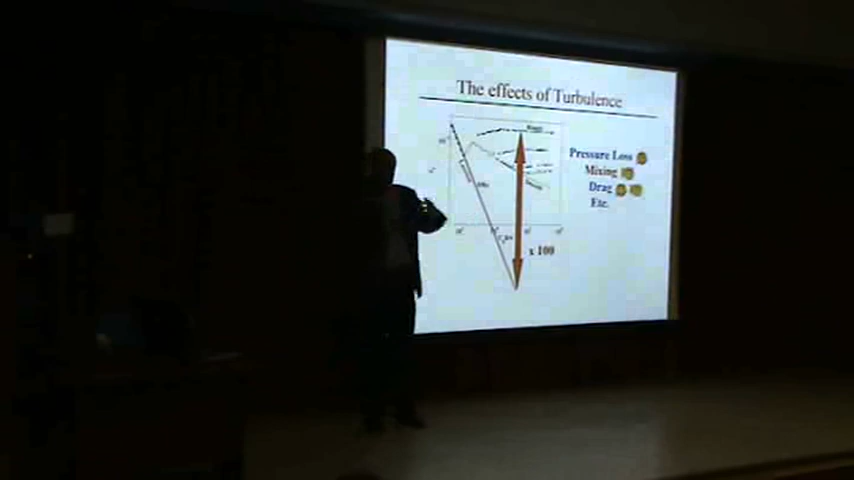 The effects of Turbulence
Pressure Loss
Mixing
Drag
Etc.
x 100